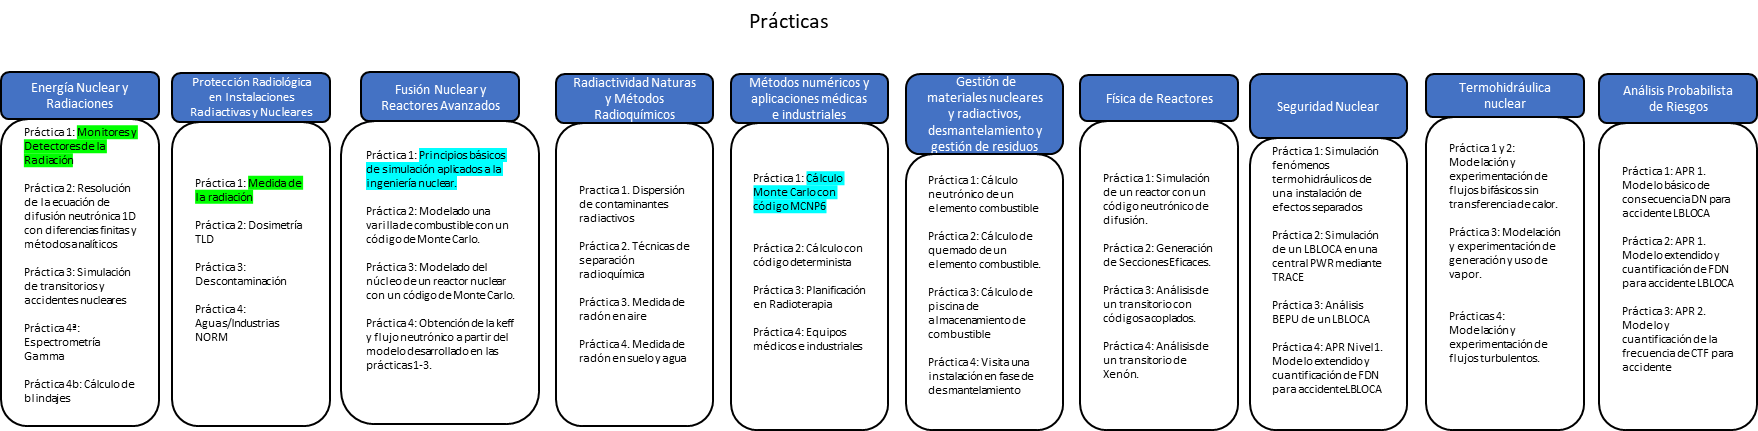 Prácticas
Energía Nuclear y
Radiaciones
Práctica 1: Monitores y
Detectores de la
Radiación
Práctica 2: Resolución
de la ecuación de
difusión neutrónica 1D
con diferencias finitas y
métodos analíticos
Práctica 3: Simulación
de transitorios y
accidentes nucleares
Práctica 4ª:
Espectrometría
Gamma
Práctica 4b: Cálculo de
blindajes
Protección Radiológica
en Instalaciones
Radiactivas y Nucleares
Práctica 1: Medida de
la radiación
Práctica 2: Dosimetría
TLD
Práctica 3:
Descontaminación
Práctica 4:
Aguas/Industrias
NORM
Fusión Nuclear y
Reactores Avanzados
Práctica 1: Principios básicos
de simulación aplicados a la
ingeniería nuclear.
Práctica 2: Modelado una
varilla de combustible con un
código de Monte Carlo.
Práctica 3: Modelado del
núcleo de un reactor nuclear
con un código de Monte Carlo.
Práctica 4: Obtención de la keff
y flujo neutrónico a partir del
modelo desarrollado en las
prácticas 1-3.
Radiactividad Naturas
y Métodos
Radioquímicos
Practica 1. Dispersión
de contaminantes
radiactivos
Práctica 2. Técnicas de
separación
radioquímica
Práctica 3. Medida de
radón en aire
Práctica 4. Medida de
radón en suelo y agua
Métodos numéricos y
aplicaciones médicas
e industriales
Práctica 1: Cálculo
Monte Carlo con
código MCNP6
Práctica 2: Cálculo con
código determinista
Práctica 3: Planificación
en Radioterapia
Práctica 4: Equipos
médicos e industriales
Gestión de
materiales nucleares
y radiactivos,
desmantelamiento y
gestión de residuos
Práctica 1: Cálculo
neutrónico de un
elemento combustible
Práctica 2: Cálculo de
quemado de un
elemento combustible.
Práctica 3: Cálculo de
piscina de
almacenamiento de
combustible
Práctica 4: Visita una
instalación en fase de
desmantelamiento
Física de Reactores
Práctica 1: Simulación
de un reactor con un
código neutrónico de
difusión.
Práctica 2: Generación
de Secciones Eficaces.
Práctica 3: Análisis de
un transitorio con
códigos acoplados.
Práctica 4: Análisis de
un transitorio de
Xenón.
Seguridad Nuclear
Práctica 1: Simulación
fenómenos
termohidráulicos de
una instalación de
efectos separados
Práctica 2: Simulación
de un LBLOCA en una
central PWR mediante
TRACE
Práctica 3: Análisis
BEPU de un LBLOCA
Práctica 4: APR Nivel 1.
Modelo extendido y
cuantificación de FDN
para accidente LBLOCA
Termohidráulica
nuclear
Práctica 1 y 2:
Modelación y
experimentación de
flujos bifásicos sin
transferencia de calor.
Práctica 3: Modelación
y experimentación de
generación y uso de
vapor.
Prácticas 4:
Modelación y
experimentación de
flujos turbulentos.
Análisis Probabilista
de Riesgos
Práctica 1: APR 1.
Modelo básico de
consecuencia DN para
accidente LBLOCA
Práctica 2: APR 1.
Modelo extendido y
cuantificación de FDN
para accidente LBLOCA
Práctica 3: APR 2.
Modelo y
cuantificación de la
frecuencia de CTF para
accidente